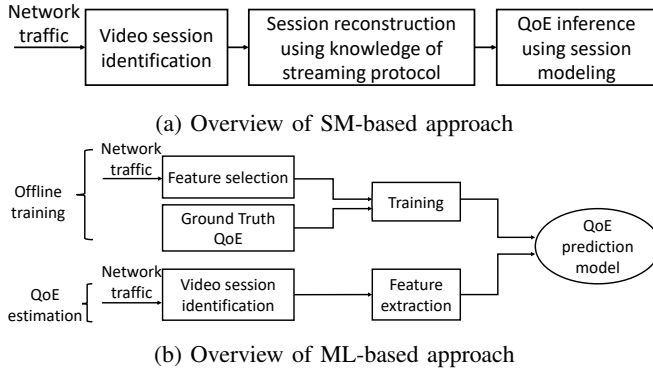 Network
traffic
Video session
identification
Session reconstruction
using knowledge of
streaming protocol
QoE inference
using session
modeling
(a) Overview of SM-based approach
Offline
training
Network
traffic
Feature selection
Ground Truth
QoE
Training
QoE
prediction
model
QoE
estimation
Network
traffic
Video session
identification
Feature
extraction
(b) Overview of ML-based approach